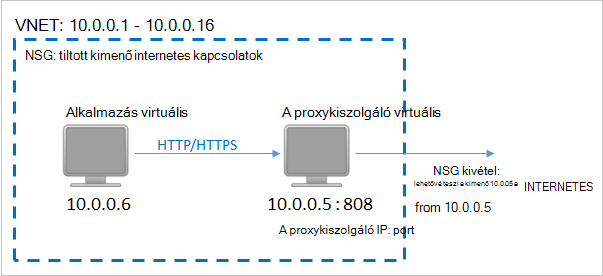 VNET: 10.0.0.1 - 10.0.0.16
NSG: tiltott kimenő internetes kapcsolatok
Alkalmazás virtuális
A proxykiszolgáló virtuális
HTTP/HTTPS
10.0.0.6
10.0.0.5 : 808
A proxykiszolgáló IP: port
NSG kivétel:
lehetővé teszi a kimenő 10.0.0.5 a
from 10.0.0.5
INTERNETES